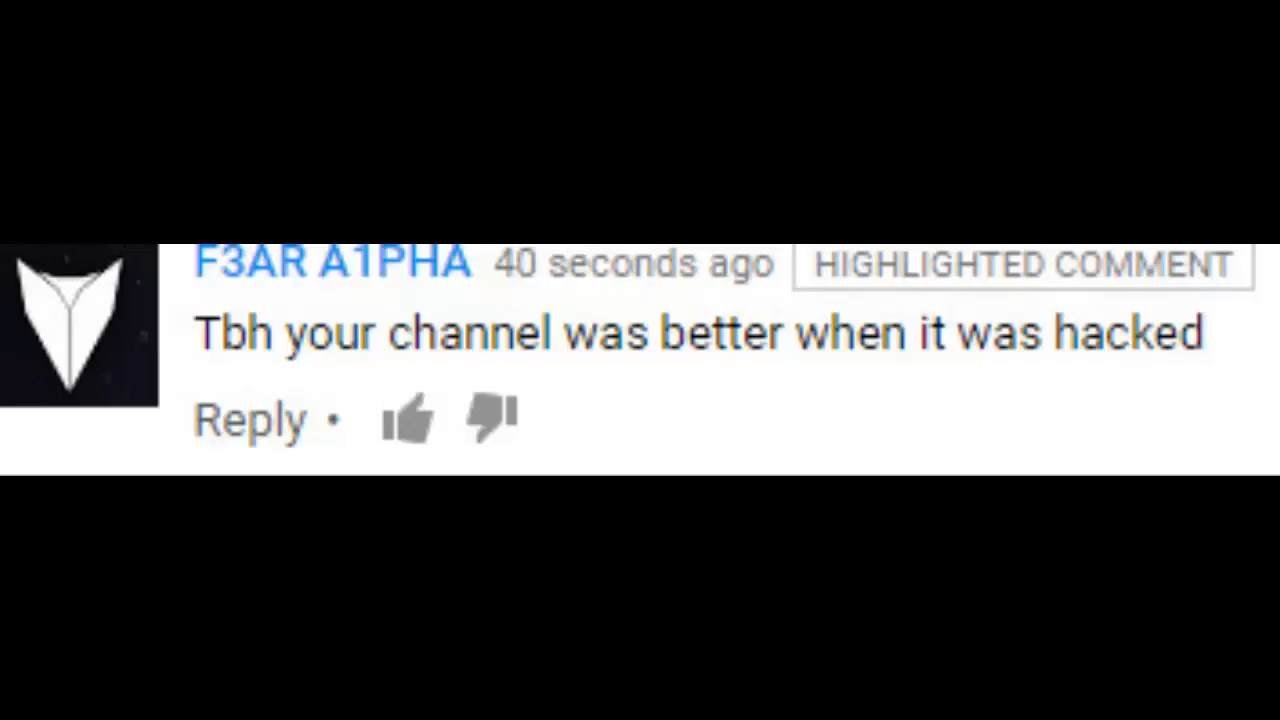 F3AR A1PHA 40 seconds ago HIGHLIGHTED COMMENT
Tbh your channel was better when it was hacked
Reply •